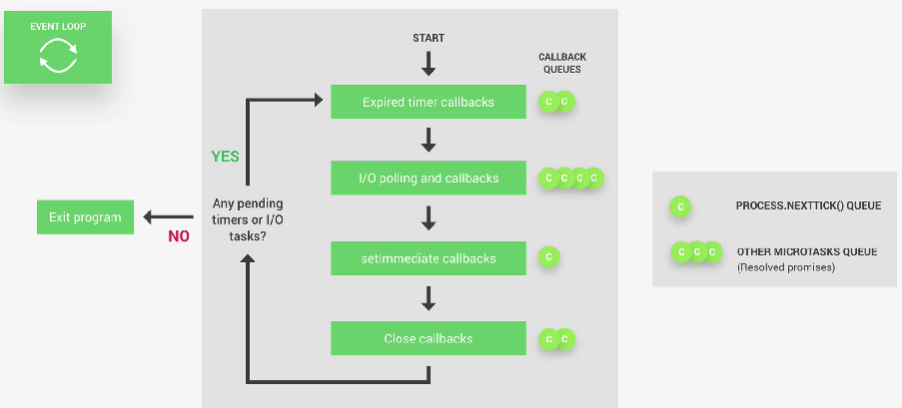 EVENT LOOP
START
CALLBACK
QUEUES
Expired timer callbacks
C C
YES
I/O polling and callbacks
C C C C
Any pending
timers or I/O
tasks?
Exit program
NO
setImmediate callbacks
C
Close callbacks
C C
C
PROCESS.NEXTTICK() QUEUE
C C C
OTHER MICROTASKS QUEUE
(Resolved promises)